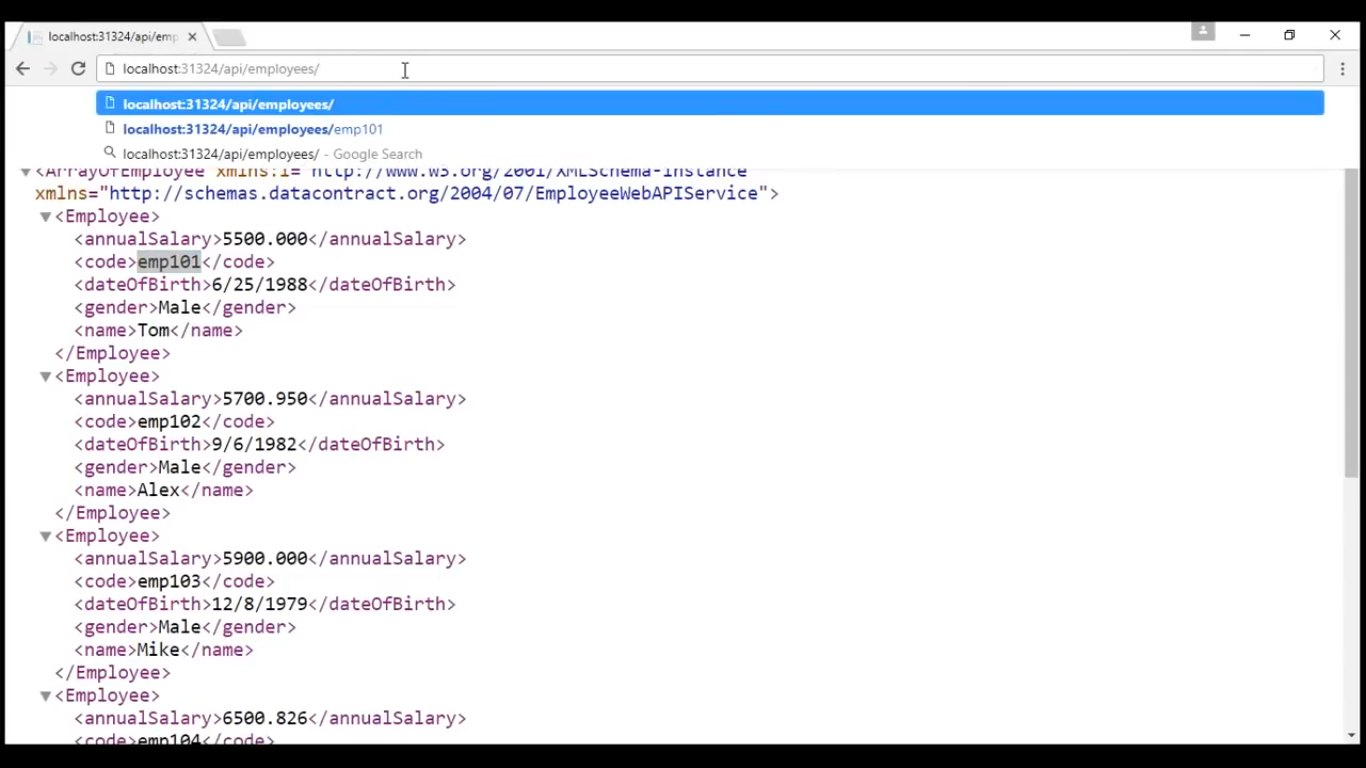 localhost:31324/api/emp
localhost:31324/api/employees/
localhost:31324/api/employees/
localhost:31324/api/employees/emp101
localhost:31324/api/employees/ - Google Search
<ArrayOfEmployee xmlns:i="http://www.w3.org/2001/XMLSchema-instance"
xmlns="http://schemas.datacontract.org/2004/07/EmployeeWebAPIService">
<Employee>
<annualSalary>5500.000</annualSalary>
<code>emp101</code>
<dateOfBirth>6/25/1988</dateOfBirth>
<gender>Male</gender>
<name>Tom</name>
</Employee>
<Employee>
<annualSalary>5700.950</annualSalary>
<code>emp102</code>
<dateOfBirth>9/6/1982</dateOfBirth>
<gender>Male</gender>
<name>Alex</name>
</Employee>
<Employee>
<annualSalary>5900.000</annualSalary>
<code>emp103</code>
<dateOfBirth>12/8/1979</dateOfBirth>
<gender>Male</gender>
<name>Mike</name>
</Employee>
<Employee>
<annualSalary>6500.826</annualSalary>
<code>emp104</code>